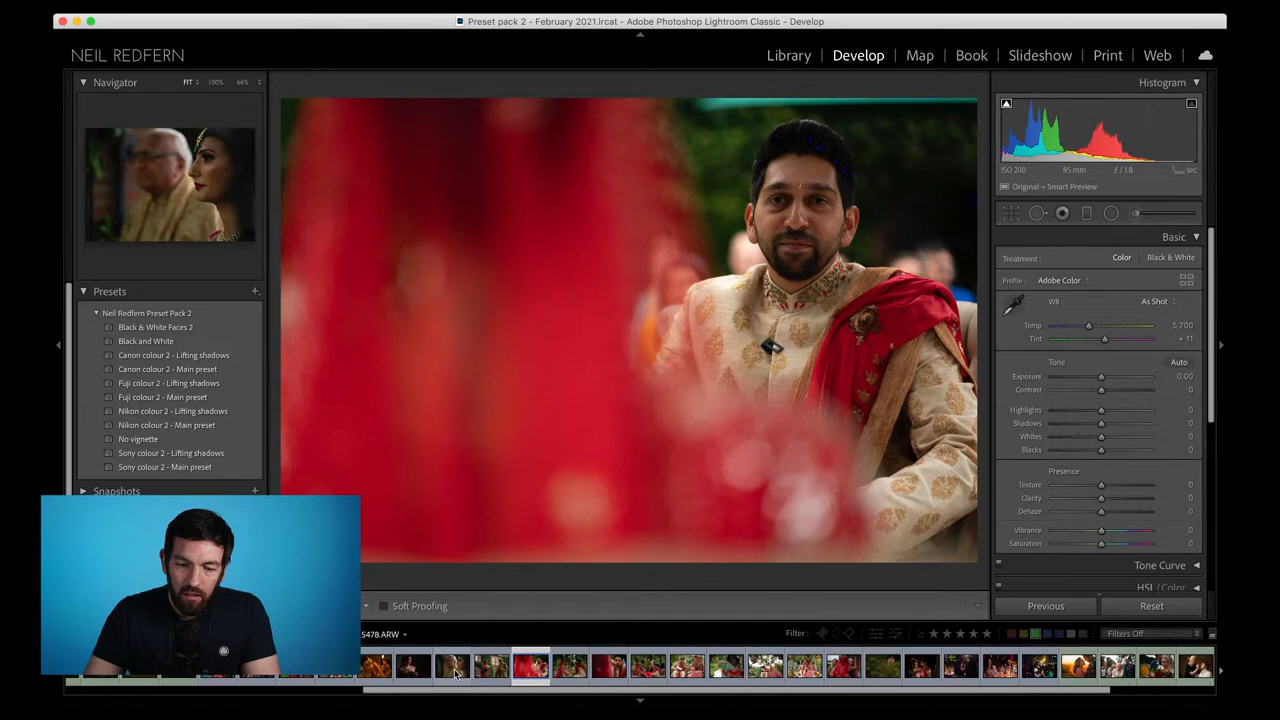 Preset pack 2 - February 2021.lrcat - Adobe Photoshop Lightroom Classic - Develop
NEIL REDFERN
Library | Develop | Map | Book | Slideshow | Print | Web
Navigator FIT 100% 66%
Histogram
ISO 200 85 mm ƒ / 1.8
Original + Smart Preview
Presets +
Neil Redfern Preset Pack 2
Black & White Faces 2
Black and White
Canon colour 2 - Lifting shadows
Canon colour 2 - Main preset
Fuji colour 2 - Lifting shadows
Fuji colour 2 - Main preset
Nikon colour 2 - Lifting shadows
Nikon colour 2 - Main preset
No vignette
Sony colour 2 - Lifting shadows
Sony colour 2 - Main preset
Snapshots +
Basic
Treatment : Color Black & White
Profile : Adobe Color
WB: As Shot
Temp 5,700
Tint + 11
Tone Auto
Exposure 0.00
Contrast 0
Highlights 0
Shadows 0
Whites 0
Blacks 0
Presence
Texture 0
Clarity 0
Dehaze 0
Vibrance 0
Saturation 0
Tone Curve
HSL / Color
Previous Reset
Soft Proofing
5478.ARW
Filter : ≥ ★★★★★ Filters Off